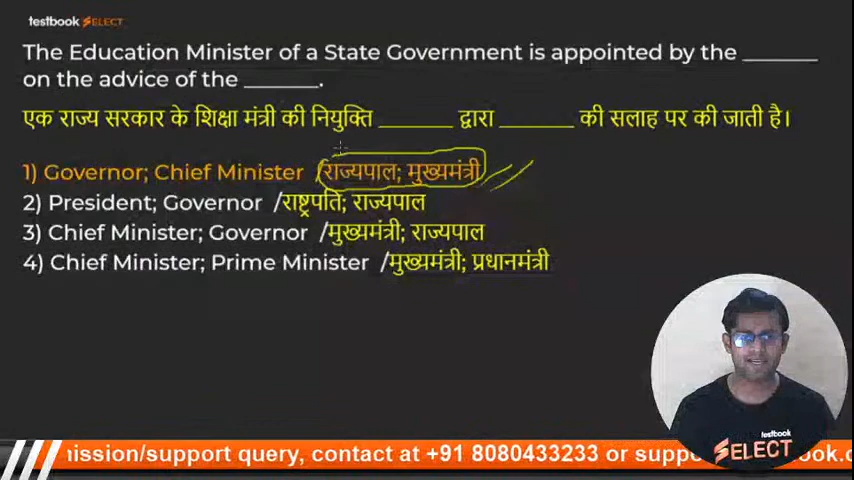 testbook SELECT
The Education Minister of a State Government is appointed by the _______
on the advice of the _______.
एक राज्य सरकार के शिक्षा मंत्री की नियुक्ति _______ द्वारा _______ की सलाह पर की जाती है।
1) Governor; Chief Minister /राज्यपाल; मुख्यमंत्री
2) President; Governor /राष्ट्रपति; राज्यपाल
3) Chief Minister; Governor /मुख्यमंत्री; राज्यपाल
4) Chief Minister; Prime Minister /मुख्यमंत्री; प्रधानमंत्री
testbook
SELECT
ission/support query, contact at +91 8080433233 or supp